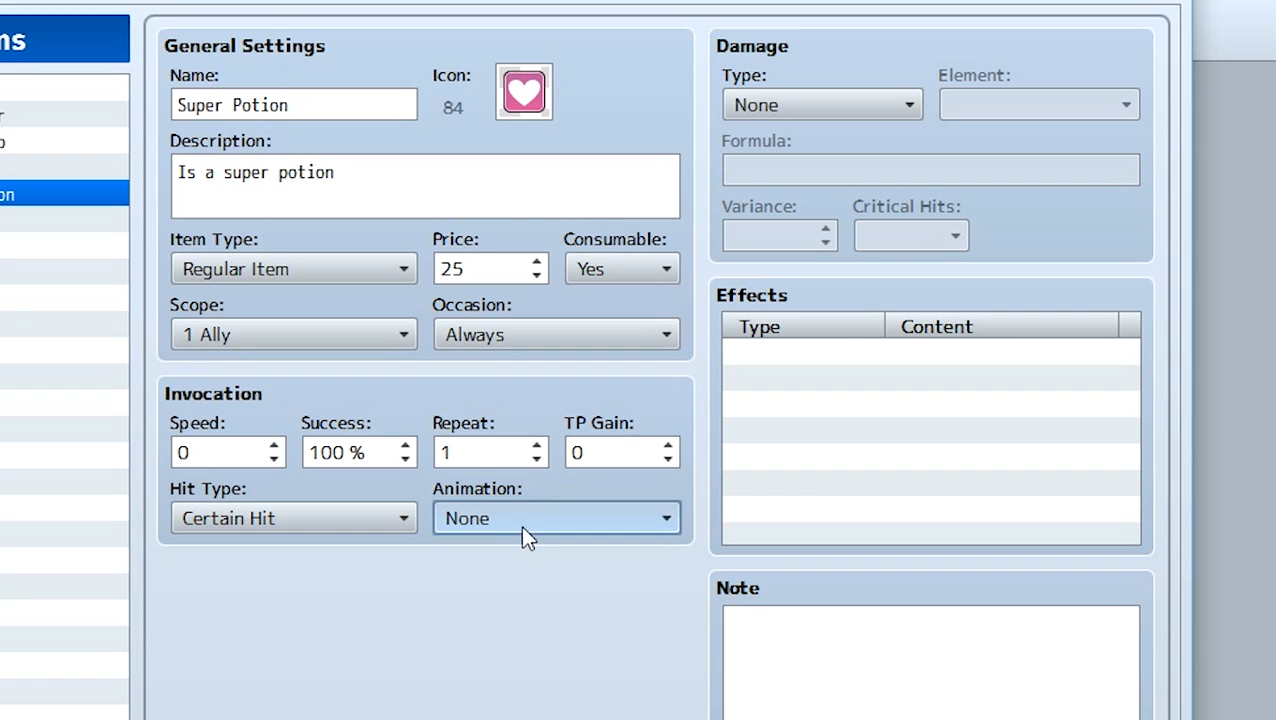 ms
General Settings
Name:
Icon:
Super Potion
84
Description:
Is a super potion
Item Type:
Price:
Consumable:
Regular Item
25
Yes
Scope:
Occasion:
1 Ally
Always
Invocation
Speed:
Success:
Repeat:
TP Gain:
0
100 %
1
0
Hit Type:
Animation:
Certain Hit
None
Damage
Type:
Element:
None
Formula:
Variance:
Critical Hits:
Effects
Type
Content
Note